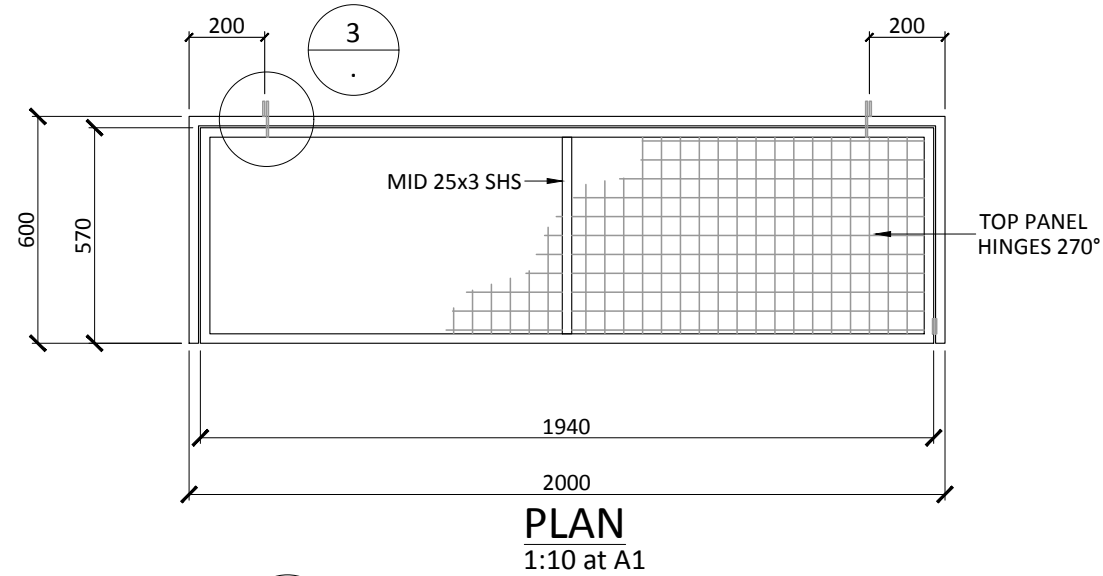 200
3
.
200
MID 25x3 SHS
TOP PANEL
HINGES 270°
600
570
1940
2000
PLAN
1:10 at A1